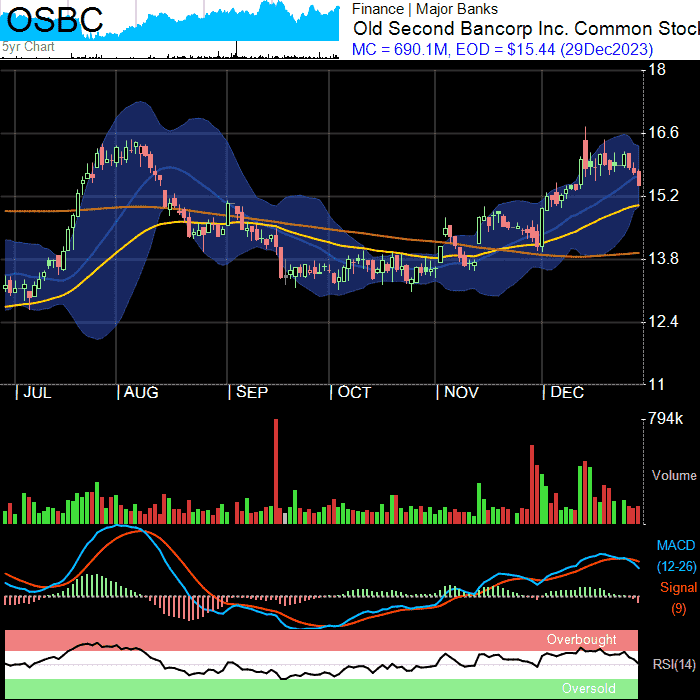 OSBC
5yr Chart
Finance | Major Banks
Old Second Bancorp Inc. Common Stoc
MC = 690.1M, EOD = $15.44 (29Dec2023)
18
16.6
15.2
13.8
12.4
11
JUL AUG SEP OCT NOV DEC
794k
Volume
MACD
(12-26)
Signal
(9)
Overbought
RSI(14)
Oversold